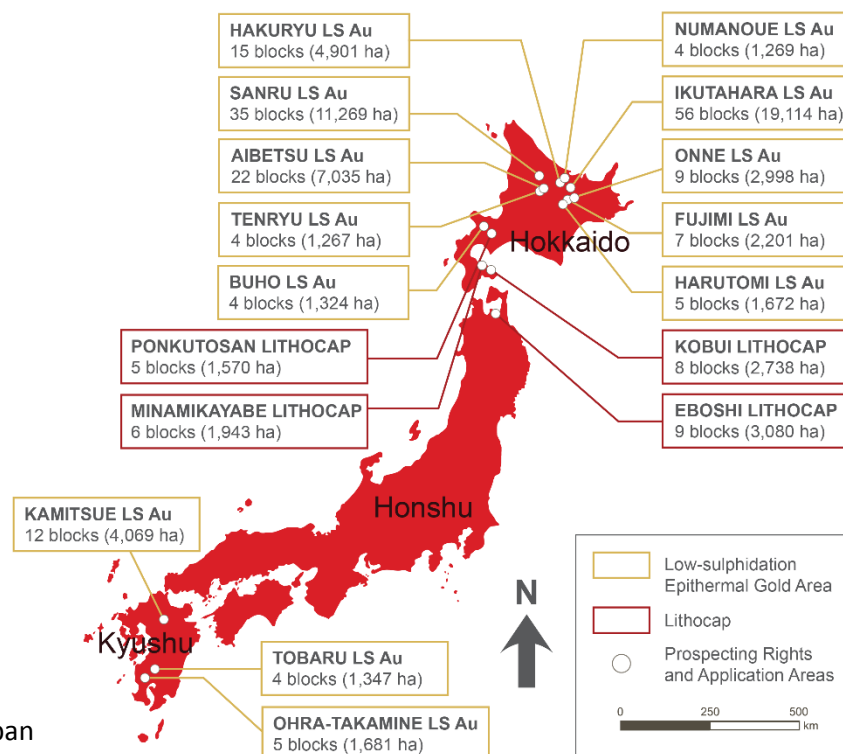 HAKURYU LS Au
15 blocks (4,901 ha)
SANRU LS Au
35 blocks (11,269 ha)
AIBETSU LS Au
22 blocks (7,035 ha)
TENRYU LS Au
4 blocks (1,267 ha)
BUHO LS Au
4 blocks (1,324 ha)
PONKUTOSAN LITHOCAP
5 blocks (1,570 ha)
MINAMIKAYABE LITHOCAP
6 blocks (1,943 ha)
NUMANOUE LS Au
4 blocks (1,269 ha)
IKUTAHARA LS Au
56 blocks (19,114 ha)
ONNE LS Au
9 blocks (2,998 ha)
FUJIMI LS Au
7 blocks (2,201 ha)
HARUTOMI LS Au
5 blocks (1,672 ha)
KOBUI LITHOCAP
8 blocks (2,738 ha)
EBOSHI LITHOCAP
9 blocks (3,080 ha)
Hokkaido
Honshu
KAMITSUE LS Au
12 blocks (4,069 ha)
Kyushu
TOBARU LS Au
4 blocks (1,347 ha)
OHRA-TAKAMINE LS Au
5 blocks (1,681 ha)
N
Low-sulphidation
Epithermal Gold Area
Lithocap
Prospecting Rights
and Application Areas
0 250 500
km
pan